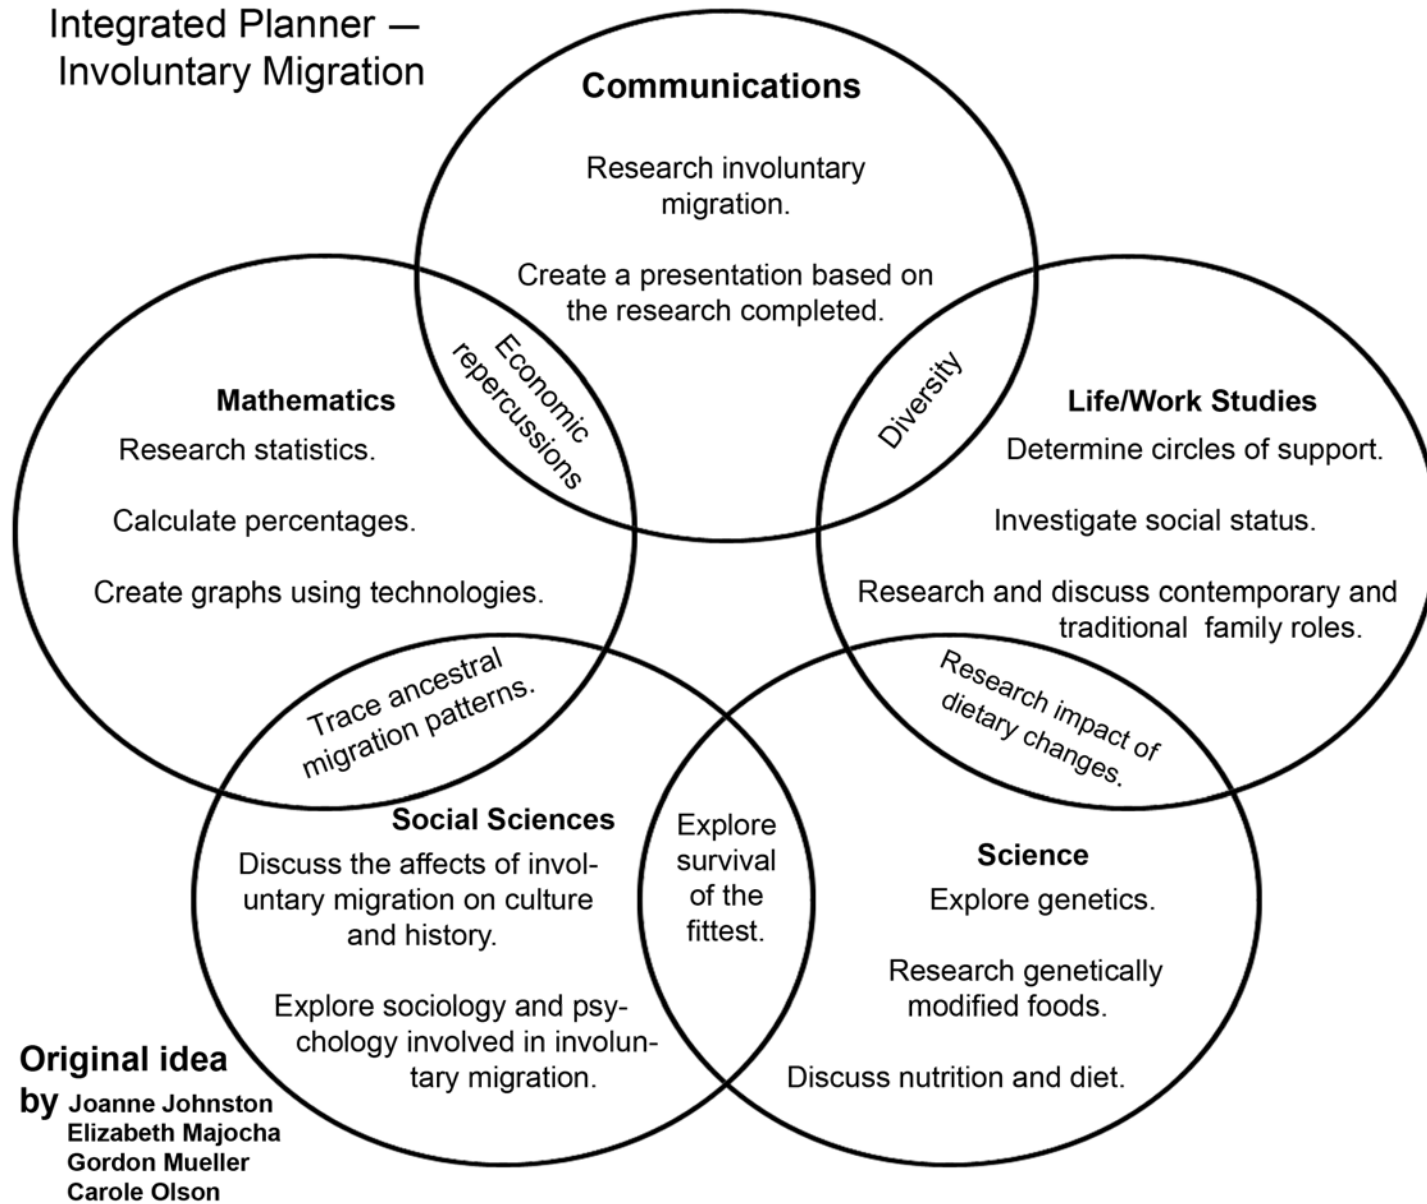 Integrated Planner —
Involuntary Migration
Communications
Research involuntary
migration.
Create a presentation based on
the research completed.
Economic
repercussions
Diversity
Mathematics
Research statistics.
Calculate percentages.
Create graphs using technologies.
Life/Work Studies
Determine circles of support.
Investigate social status.
Research and discuss contemporary and
traditional family roles.
Trace ancestral
migration patterns.
Research impact of
dietary changes.
Social Sciences
Discuss the affects of invol-
untary migration on culture
and history.
Explore sociology and psy-
chology involved in involun-
tary migration.
Explore
survival
of the
fittest.
Science
Explore genetics.
Research genetically
modified foods.
Discuss nutrition and diet.
Original idea
by Joanne Johnston
Elizabeth Majocha
Gordon Mueller
Carole Olson